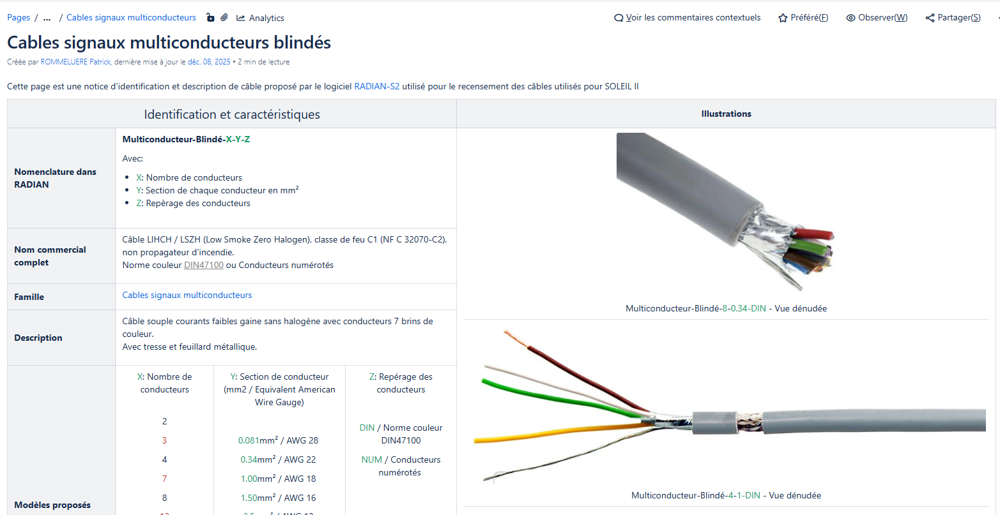 Pages / ... / Cables signaux multiconducteurs Analytics Voir les commentaires contextuels Préféré(F) Observer(W) Partager(S)
Cables signaux multiconducteurs blindés
Créée par ROMMELUERE Patrick, dernière mise à jour le déc. 08, 2025 • 2 min de lecture
Cette page est une notice d'identification et description de câble proposé par le logiciel RADIAN-S2 utilisé pour le recensement des câbles utilisés pour SOLEIL II
Identification et caractéristiques
Illustrations
Nomenclature dans
RADIAN
Multiconducteur-Blindé-X-Y-Z
Avec:
• X: Nombre de conducteurs
• Y: Section de chaque conducteur en mm²
• Z: Repèrage des conducteurs
Nom commercial
complet
Câble LIHCH / LSZH (Low Smoke Zero Halogen), classe de feu C1 (NF C 32070-C2),
non propagateur d'incendie.
Norme couleur DIN47100 ou Conducteurs numérotés
Famille
Cables signaux multiconducteurs
Description
Câble souple courants faibles gaine sans halogène avec conducteurs 7 brins de
couleur.
Avec tresse et feuillard métallique.
Modèles proposés
X: Nombre de
conducteurs
2
3
4
7
8
Y: Section de conducteur
(mm2 / Equivalent American
Wire Gauge)
0.081mm² / AWG 28
0.34mm² / AWG 22
1.00mm² / AWG 18
1.50mm² / AWG 16
Z: Repérage des
conducteurs
DIN / Norme couleur
DIN47100
NUM / Conducteurs
numérotés
Multiconducteur-Blindé-8-0.34-DIN - Vue dénudée
Multiconducteur-Blindé-4-1-DIN - Vue dénudée